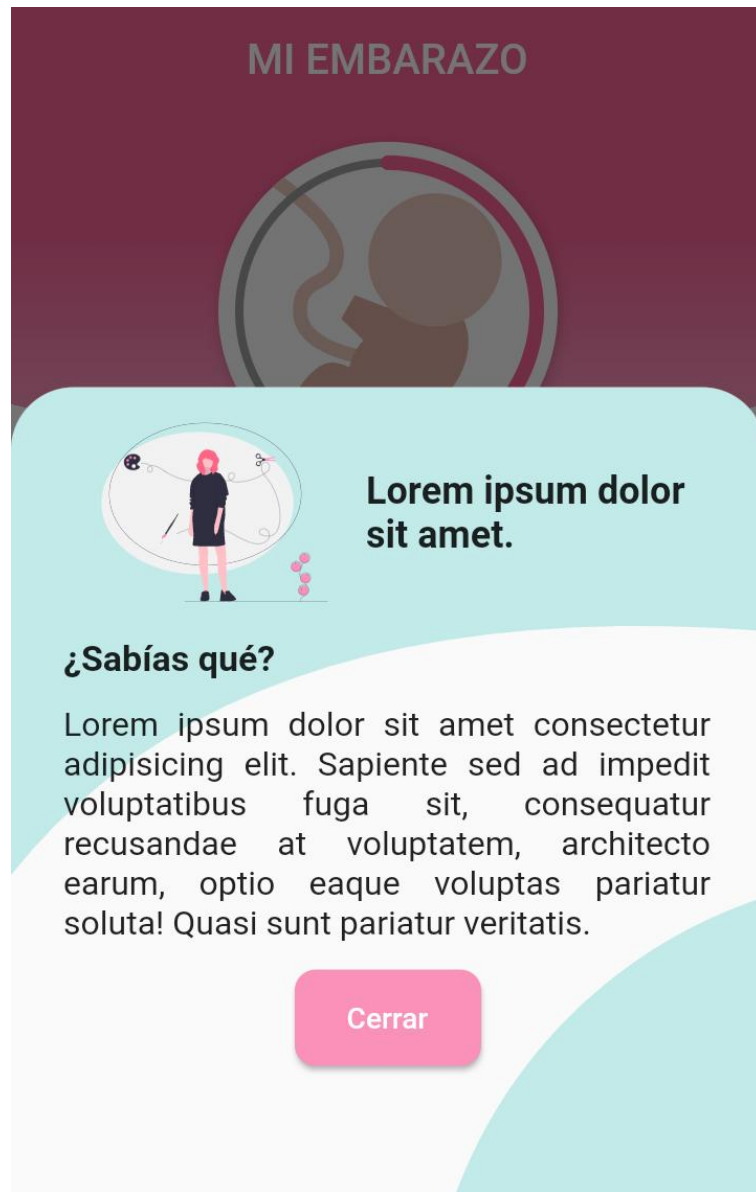 MI EMBARAZO
Lorem ipsum dolor
sit amet.
¿Sabías qué?
Lorem ipsum dolor sit amet consectetur
adipisicing elit. Sapiente sed ad impedit
voluptatibus fuga sit, consequatur
recusandae at voluptatem, architecto
earum, optio eaque voluptas pariatur
soluta! Quasi sunt pariatur veritatis.
Cerrar